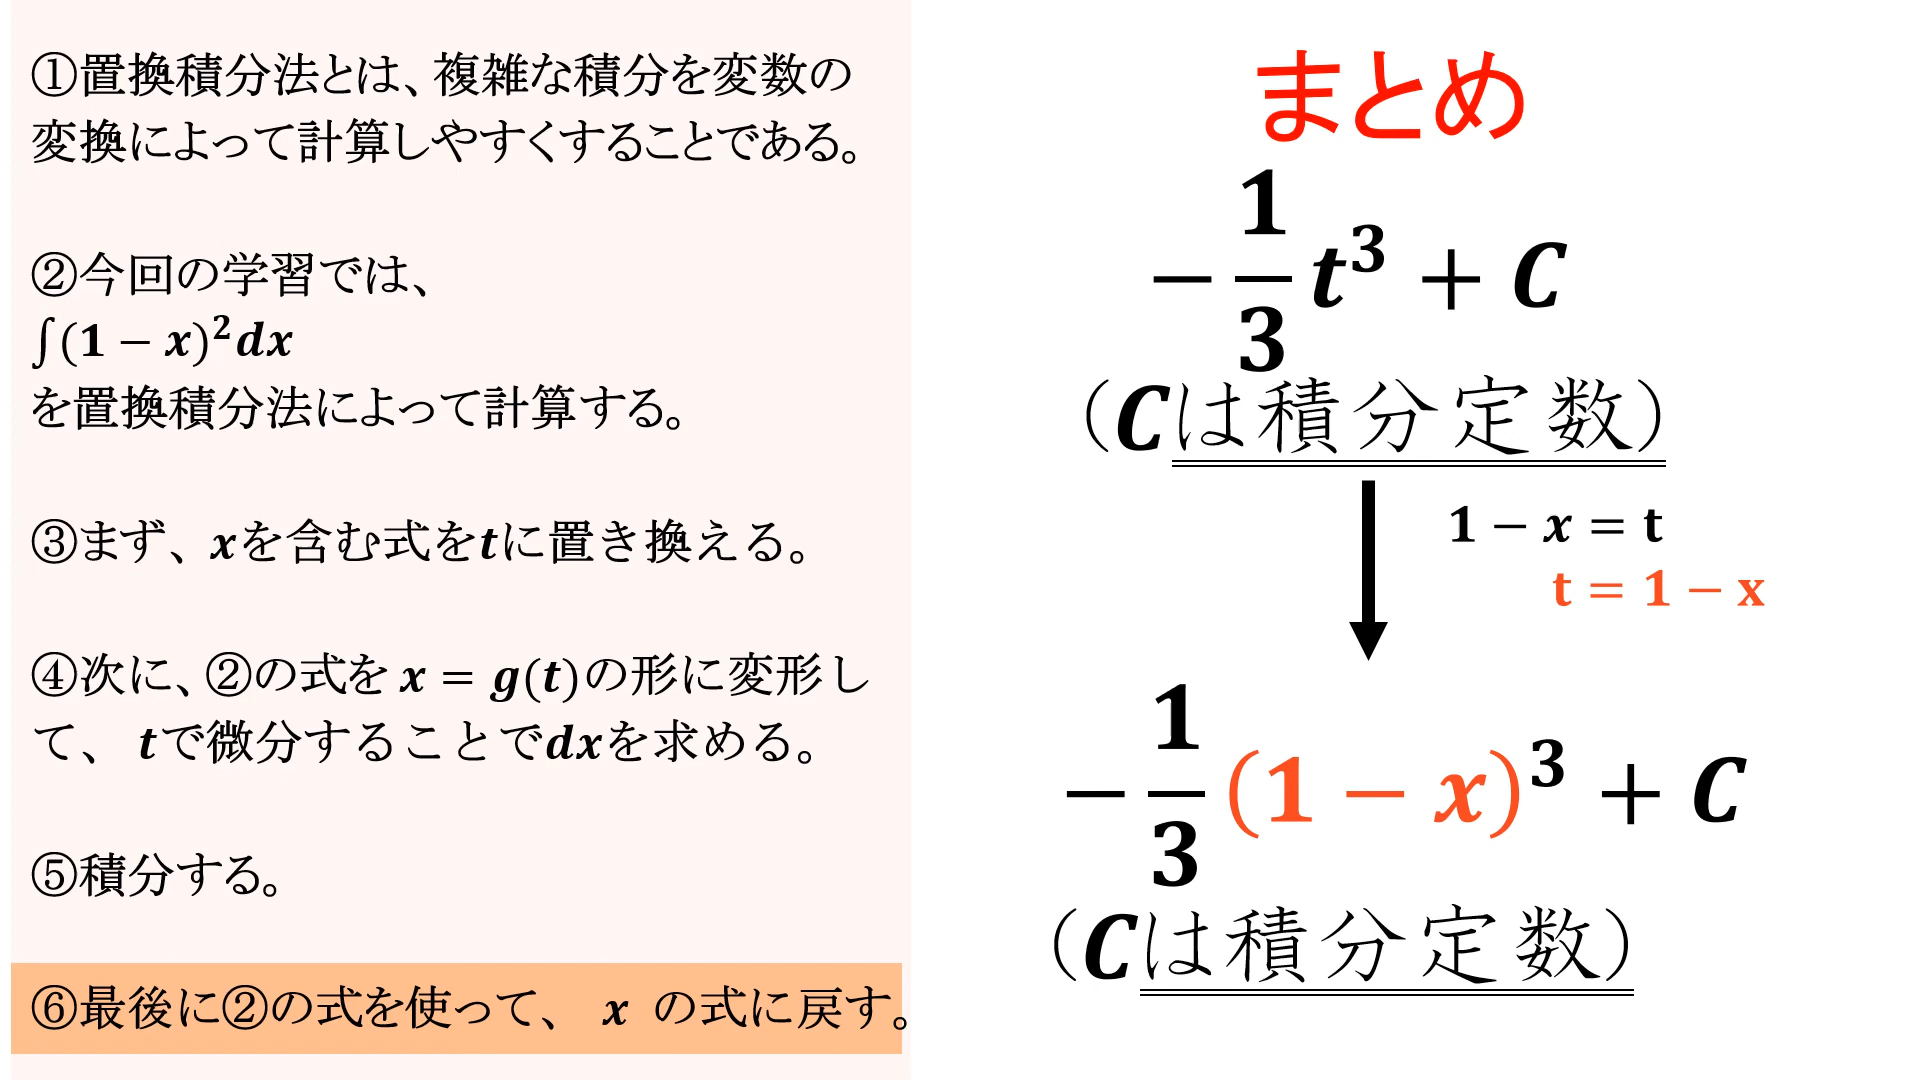 ①置換積分法とは、複雑な積分を変数の
変換によって計算しやすくすることである。
②今回の学習では、
∫(1 − x)²dx
を置換積分法によって計算する。
③まず、xを含む式をtに置き換える。
④次に、②の式を x = g(t)の形に変形し
て、 tで微分することでdxを求める。
⑤積分する。
⑥最後に②の式を使って、 x の式に戻す。
まとめ
−1/3 t³ + C
(Cは積分定数)
1 − x = t
t = 1 − x
−1/3 (1 − x)³ + C
(Cは積分定数)